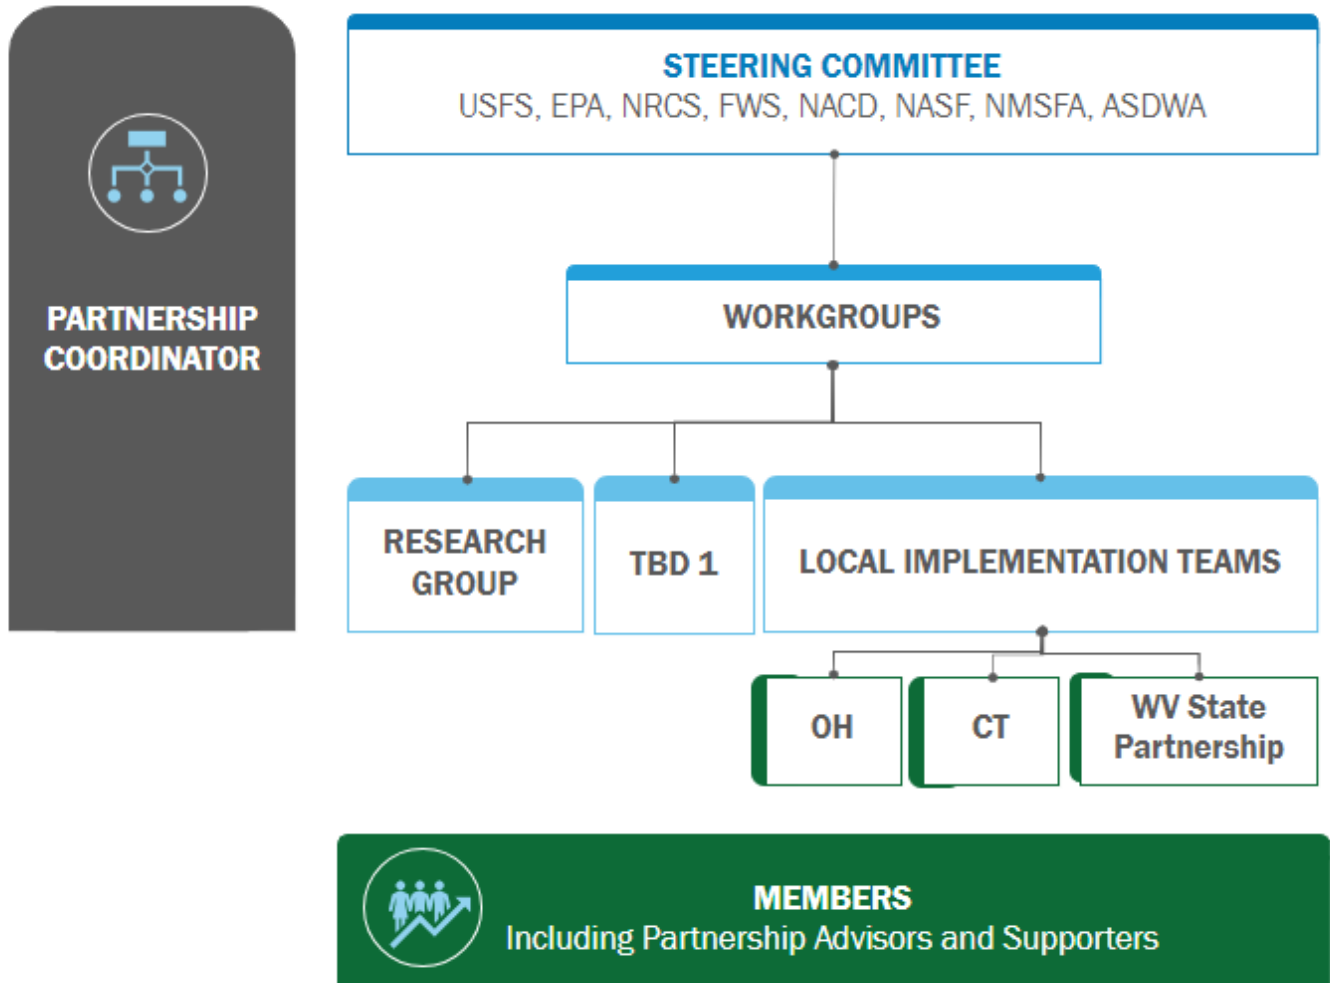 PARTNERSHIP
COORDINATOR
STEERING COMMITTEE
USFS, EPA, NRCS, FWS, NACD, NASF, NMSFA, ASDWA
WORKGROUPS
RESEARCH
GROUP
TBD 1
LOCAL IMPLEMENTATION TEAMS
OH
CT
WV State
Partnership
MEMBERS
Including Partnership Advisors and Supporters